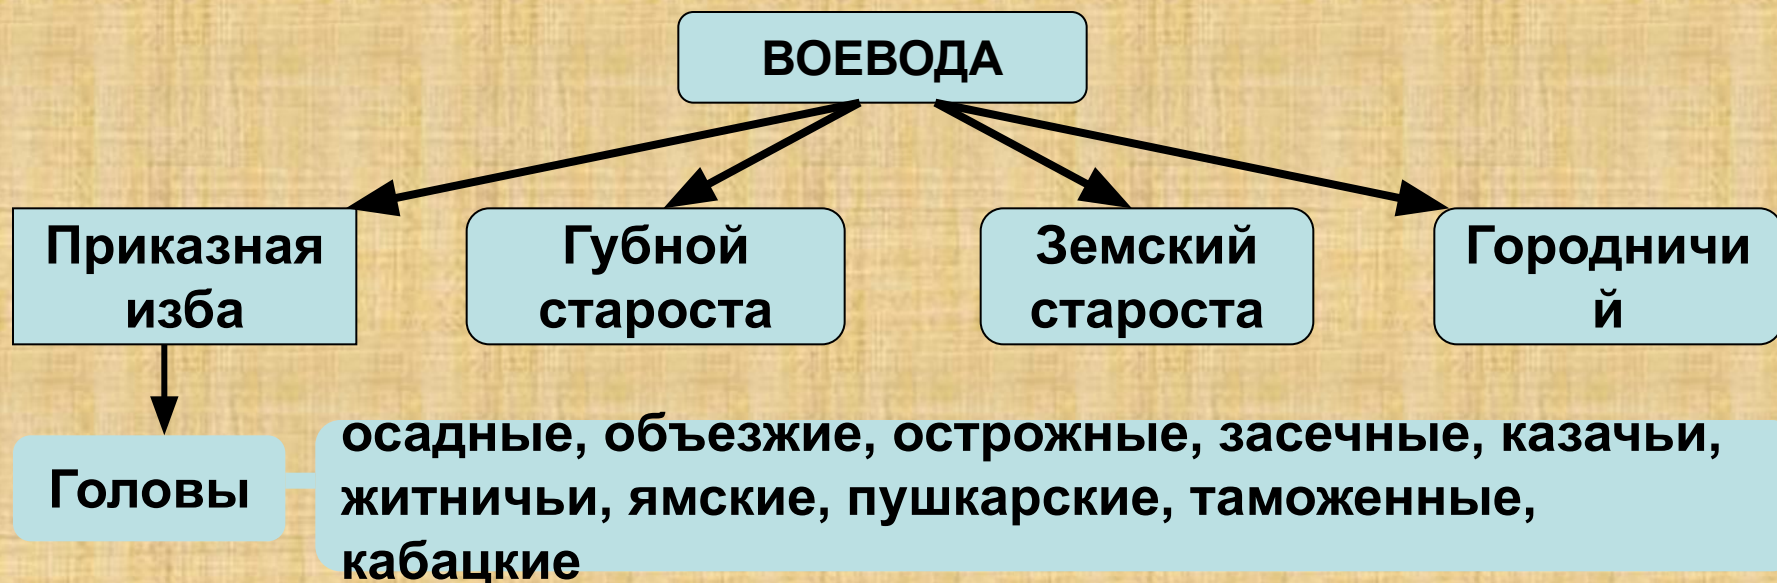 ВОЕВОДА
Приказная
изба
Губной
староста
Земский
староста
Городничи
й
Головы
осадные, объезжие, острожные, засечные, казачьи,
житничьи, ямские, пушкарские, таможенные,
кабацкие